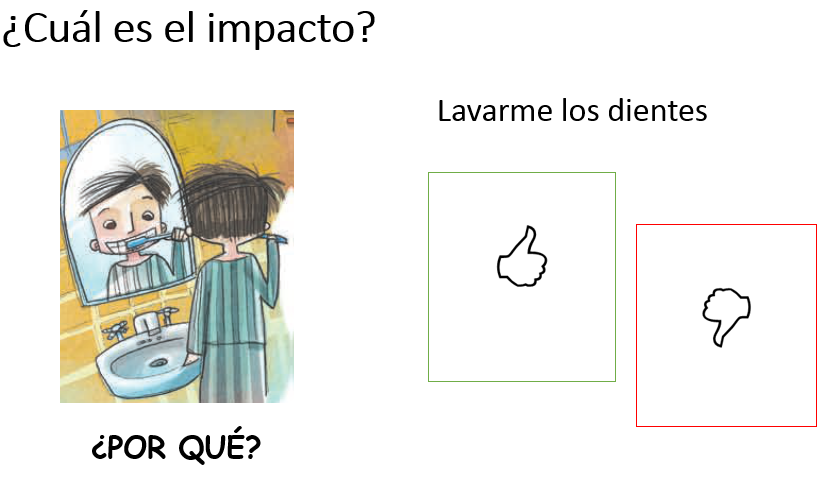 ¿Cuál es el impacto?
Lavarme los dientes
¿POR QUÉ?